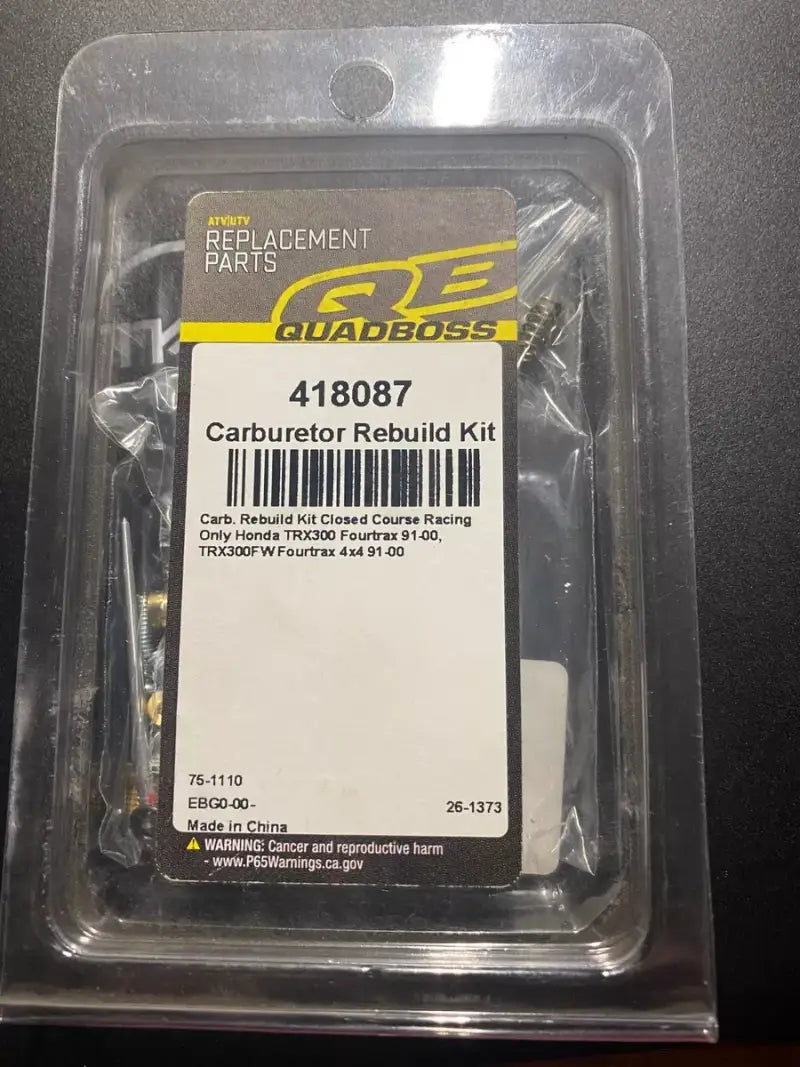 ATV|UTV
REPLACEMENT
PARTS
QB
QUADBOSS
418087
Carburetor Rebuild Kit
Carb. Rebuild Kit Closed Course Racing
Only Honda TRX300 Fourtrax 91-00,
TRX300FW Fourtrax 4x4 91-00
75-1110
EBG0-00-
26-1373
Made in China
WARNING: Cancer and reproductive harm
- www.P65Warnings.ca.gov